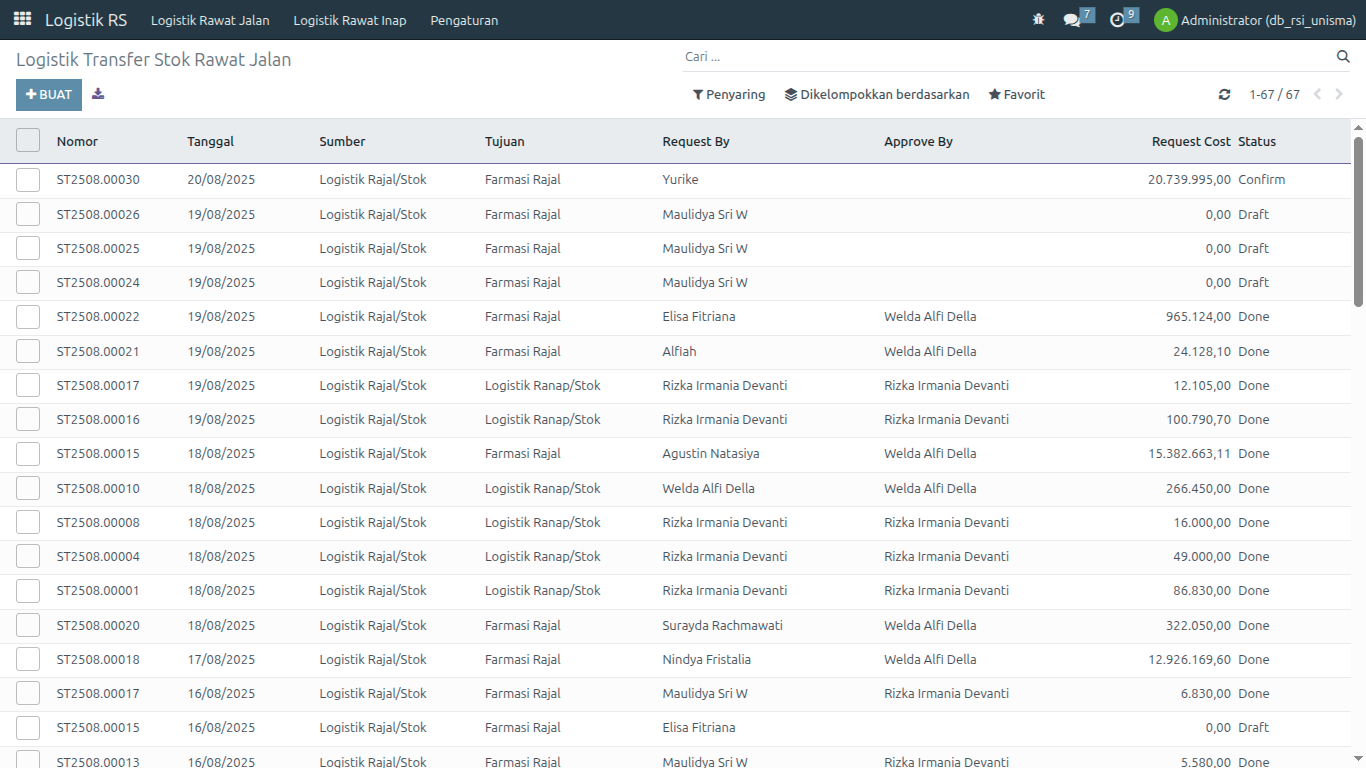 Logistik RS Logistik Rawat Jalan Logistik Rawat Inap Pengaturan 7 9 A Administrator (db_rsi_unisma)
Logistik Transfer Stok Rawat Jalan Cari ...
BUAT Penyaring Dikelompokkan berdasarkan Favorit 1-67 / 67
Nomor Tanggal Sumber Tujuan Request By Approve By Request Cost Status
ST2508.00030 20/08/2025 Logistik Rajal/Stok Farmasi Rajal Yurike 20.739.995,00 Confirm
ST2508.00026 19/08/2025 Logistik Rajal/Stok Farmasi Rajal Maulidya Sri W 0,00 Draft
ST2508.00025 19/08/2025 Logistik Rajal/Stok Farmasi Rajal Maulidya Sri W 0,00 Draft
ST2508.00024 19/08/2025 Logistik Rajal/Stok Farmasi Rajal Maulidya Sri W 0,00 Draft
ST2508.00022 19/08/2025 Logistik Rajal/Stok Farmasi Rajal Elisa Fitriana Welda Alfi Della 965.124,00 Done
ST2508.00021 19/08/2025 Logistik Rajal/Stok Farmasi Rajal Alfiah Welda Alfi Della 24.128,10 Done
ST2508.00017 19/08/2025 Logistik Rajal/Stok Logistik Ranap/Stok Rizka Irmania Devanti Rizka Irmania Devanti 12.105,00 Done
ST2508.00016 19/08/2025 Logistik Rajal/Stok Logistik Ranap/Stok Rizka Irmania Devanti Rizka Irmania Devanti 100.790,70 Done
ST2508.00015 18/08/2025 Logistik Rajal/Stok Farmasi Rajal Agustin Natasiya Welda Alfi Della 15.382.663,11 Done
ST2508.00010 18/08/2025 Logistik Rajal/Stok Logistik Ranap/Stok Welda Alfi Della Welda Alfi Della 266.450,00 Done
ST2508.00008 18/08/2025 Logistik Rajal/Stok Logistik Ranap/Stok Rizka Irmania Devanti Rizka Irmania Devanti 16.000,00 Done
ST2508.00004 18/08/2025 Logistik Rajal/Stok Logistik Ranap/Stok Rizka Irmania Devanti Rizka Irmania Devanti 49.000,00 Done
ST2508.00001 18/08/2025 Logistik Rajal/Stok Logistik Ranap/Stok Rizka Irmania Devanti Rizka Irmania Devanti 86.830,00 Done
ST2508.00020 18/08/2025 Logistik Rajal/Stok Farmasi Rajal Surayda Rachmawati Welda Alfi Della 322.050,00 Done
ST2508.00018 17/08/2025 Logistik Rajal/Stok Farmasi Rajal Nindya Fristalia Welda Alfi Della 12.926.169,60 Done
ST2508.00017 16/08/2025 Logistik Rajal/Stok Farmasi Rajal Maulidya Sri W Rizka Irmania Devanti 6.830,00 Done
ST2508.00015 16/08/2025 Logistik Rajal/Stok Farmasi Rajal Elisa Fitriana 0,00 Draft
ST2508.00013 16/08/2025 Logistik Rajal/Stok Farmasi Rajal Maulidya Sri W Rizka Irmania Devanti 5.580,00 Done